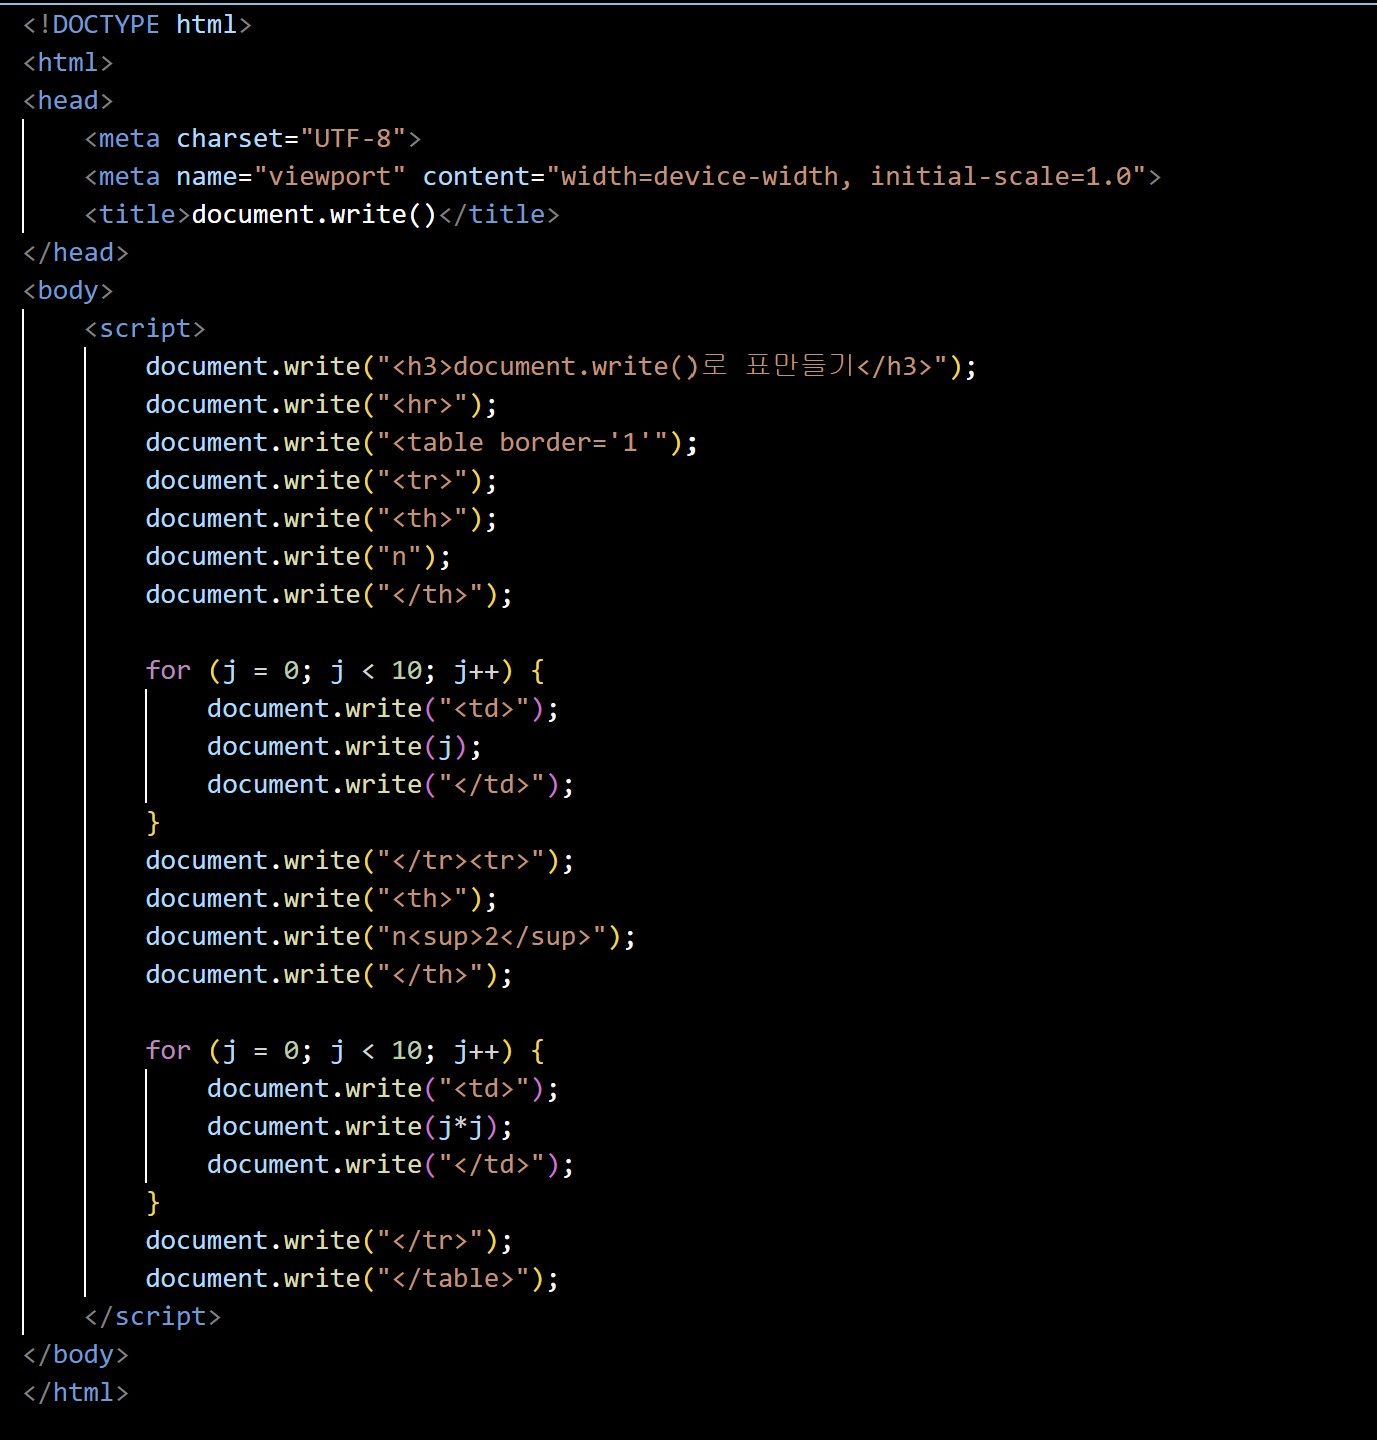 <!DOCTYPE html>
<html>
<head>
    <meta charset="UTF-8">
    <meta name="viewport" content="width=device-width, initial-scale=1.0">
    <title>document.write()</title>
</head>
<body>
    <script>
        document.write("<h3>document.write()로 표만들기</h3>");
        document.write("<hr>");
        document.write("<table border='1'");
        document.write("<tr>");
        document.write("<th>");
        document.write("n");
        document.write("</th>");

        for (j = 0; j < 10; j++) {
            document.write("<td>");
            document.write(j);
            document.write("</td>");
        }
        document.write("</tr><tr>");
        document.write("<th>");
        document.write("n<sup>2</sup>");
        document.write("</th>");

        for (j = 0; j < 10; j++) {
            document.write("<td>");
            document.write(j*j);
            document.write("</td>");
        }
        document.write("</tr>");
        document.write("</table>");
    </script>
</body>
</html>